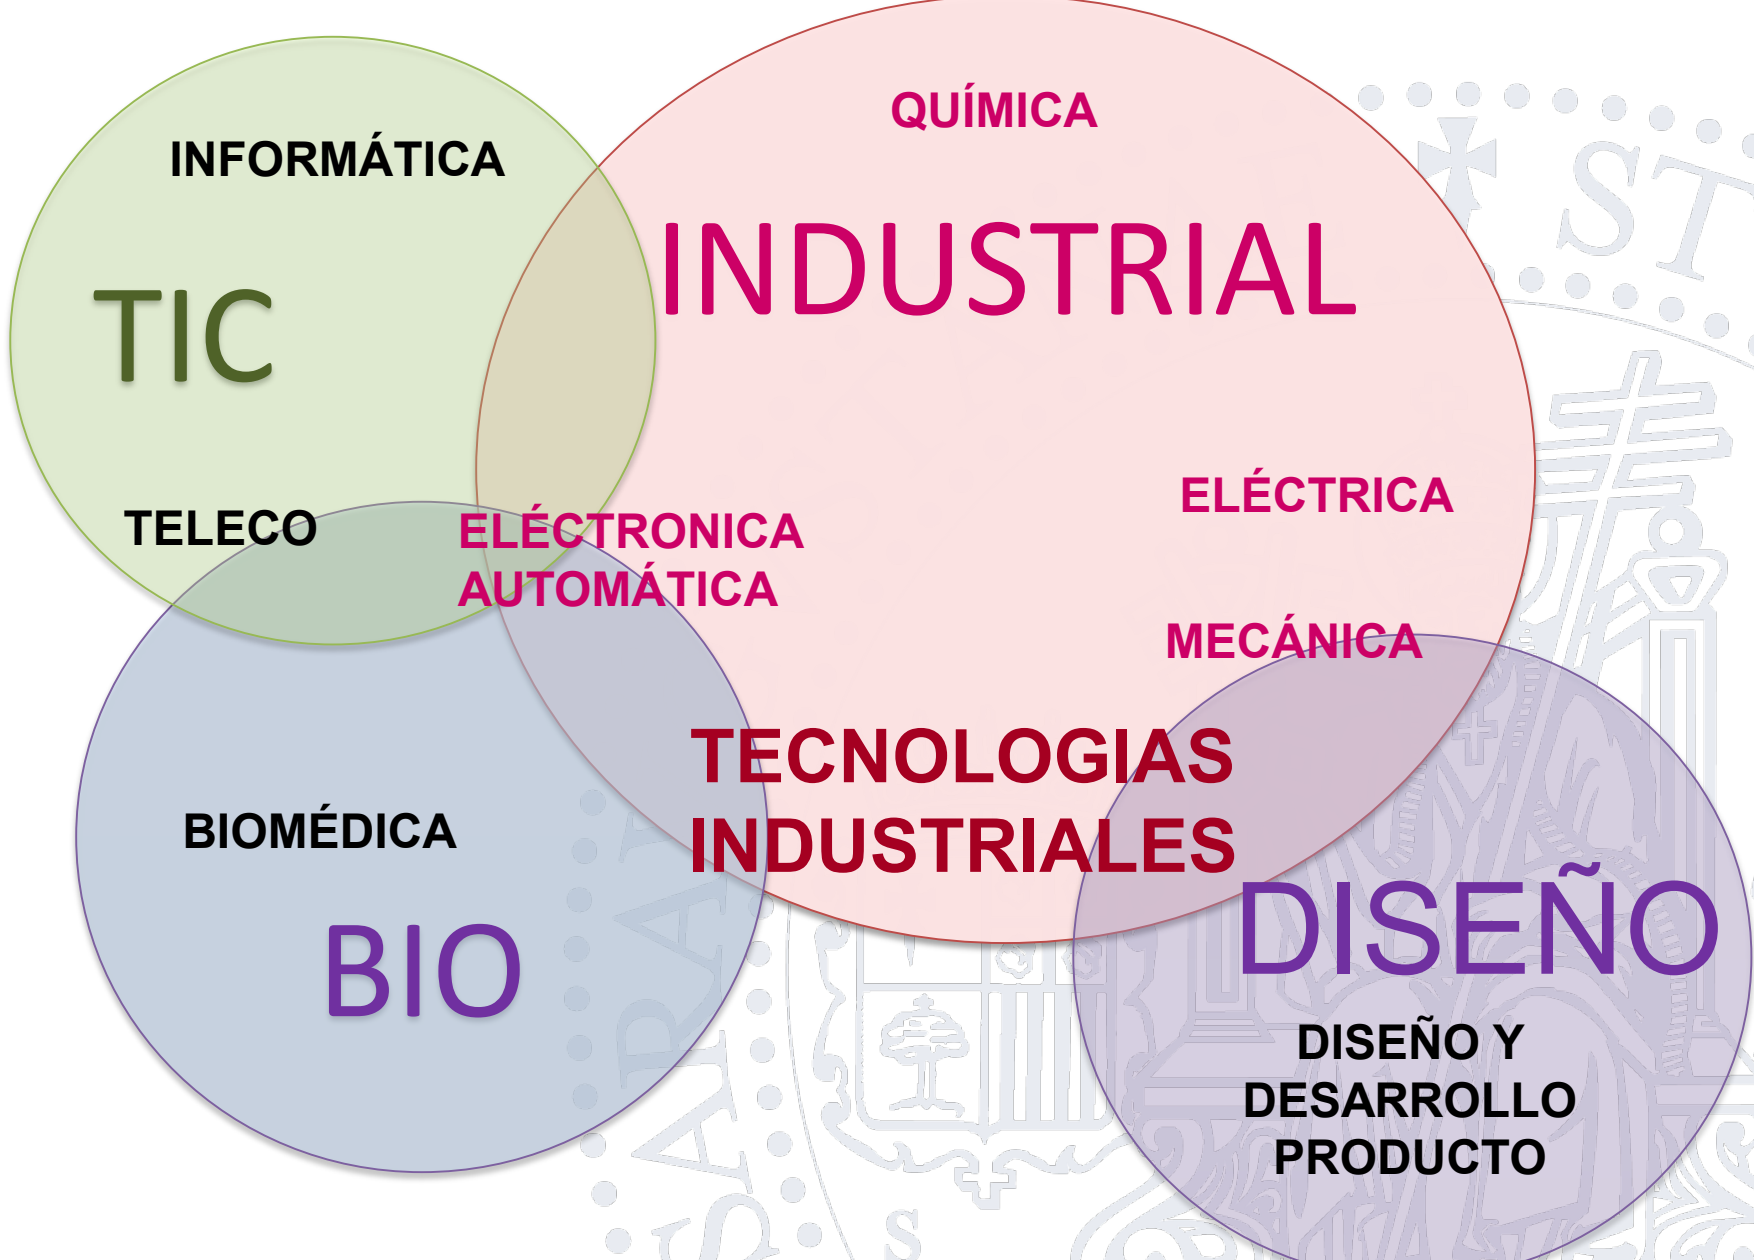 QUÍMICA
INFORMÁTICA
INDUSTRIAL
TIC
ELÉCTRICA
TELECO
ELÉCTRONICA
AUTOMÁTICA
MECÁNICA
TECNOLOGIAS
INDUSTRIALES
BIOMÉDICA
DISEÑO
BIO
DISEÑO Y
DESARROLLO
PRODUCTO